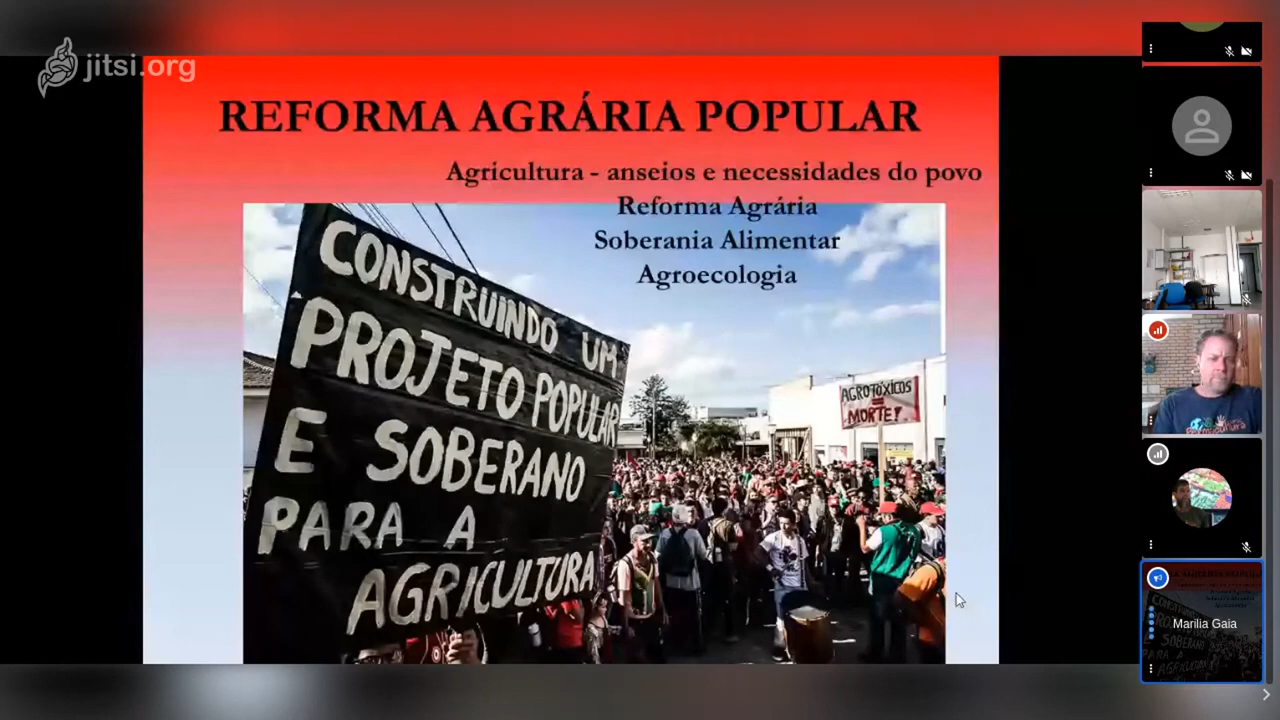 jitsi.org
REFORMA AGRÁRIA POPULAR
Agricultura - anseios e necessidades do povo
Reforma Agrária
Soberania Alimentar
Agroecologia
CONSTRUINDO UM
PROJETO POPULAR
E SOBERANO
PARA A
AGRICULTURA
AGROTÓXICOS
=
MORTE!
Marilia Gaia